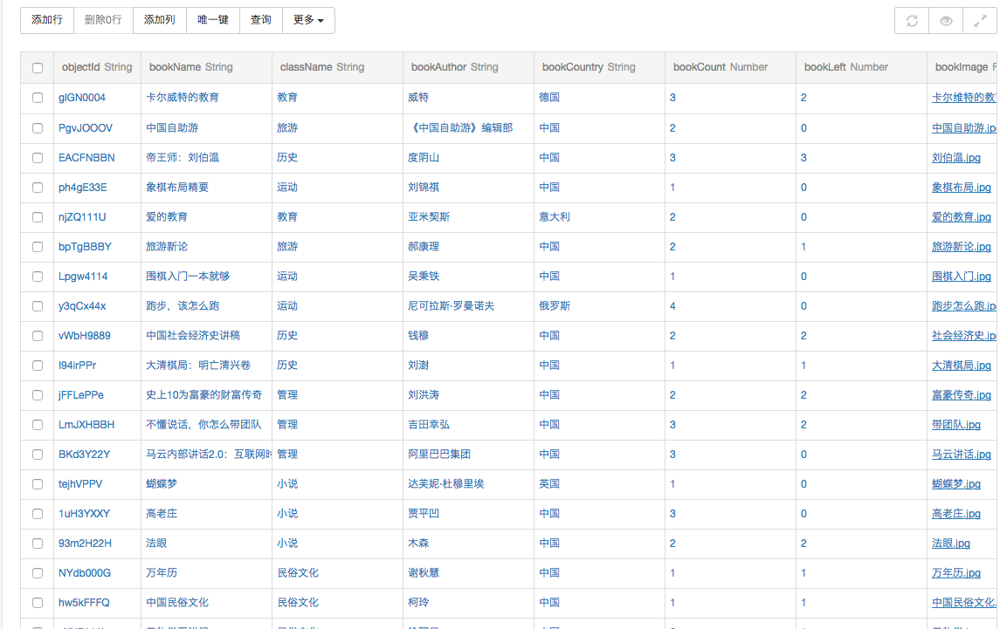 添加行 删除0行 添加列 唯一键 查询 更多
objectId String bookName String className String bookAuthor String bookCountry String bookCount Number bookLeft Number bookImage F
glGN0004 卡尔威特的教育 教育 威特 德国 3 2 卡尔维特的教
PgvJOOOV 中国自助游 旅游 《中国自助游》编辑部 中国 2 0 中国自助游.jp
EACFNBBN 帝王师：刘伯温 历史 度阴山 中国 3 3 刘伯温.jpg
ph4gE33E 象棋布局精要 运动 刘锦祺 中国 1 0 象棋布局.jpg
njZQ111U 爱的教育 教育 亚米契斯 意大利 2 0 爱的教育.jpg
bpTgBBBY 旅游新论 旅游 郝康理 中国 2 1 旅游新论.jpg
Lpgw4114 围棋入门一本就够 运动 吴秉铁 中国 1 0 围棋入门.jpg
y3qCx44x 跑步，该怎么跑 运动 尼可拉斯·罗曼诺夫 俄罗斯 4 0 跑步怎么跑.jp
vWbH9889 中国社会经济史讲稿 历史 钱穆 中国 2 2 社会经济史.jp
I94irPPr 大清棋局：明亡清兴卷 历史 刘澍 中国 1 1 大清棋局.jpg
jFFLePPe 史上10为富豪的财富传奇 管理 刘洪涛 中国 2 2 富豪传奇.jpg
LmJXHBBH 不懂说话，你怎么带团队 管理 吉田幸弘 中国 3 2 带团队.jpg
BKd3Y22Y 马云内部讲话2.0：互联网时 管理 阿里巴巴集团 中国 3 0 马云讲话.jpg
tejhVPPV 蝴蝶梦 小说 达芙妮·杜穆里埃 英国 1 0 蝴蝶梦.jpg
1uH3YXXY 高老庄 小说 贾平凹 中国 3 0 高老庄.jpg
93m2H22H 法眼 小说 木森 中国 2 2 法眼.jpg
NYdb000G 万年历 民俗文化 谢秋慧 中国 1 1 万年历.jpg
hw5kFFFQ 中国民俗文化 民俗文化 柯玲 中国 1 1 中国民俗文化.